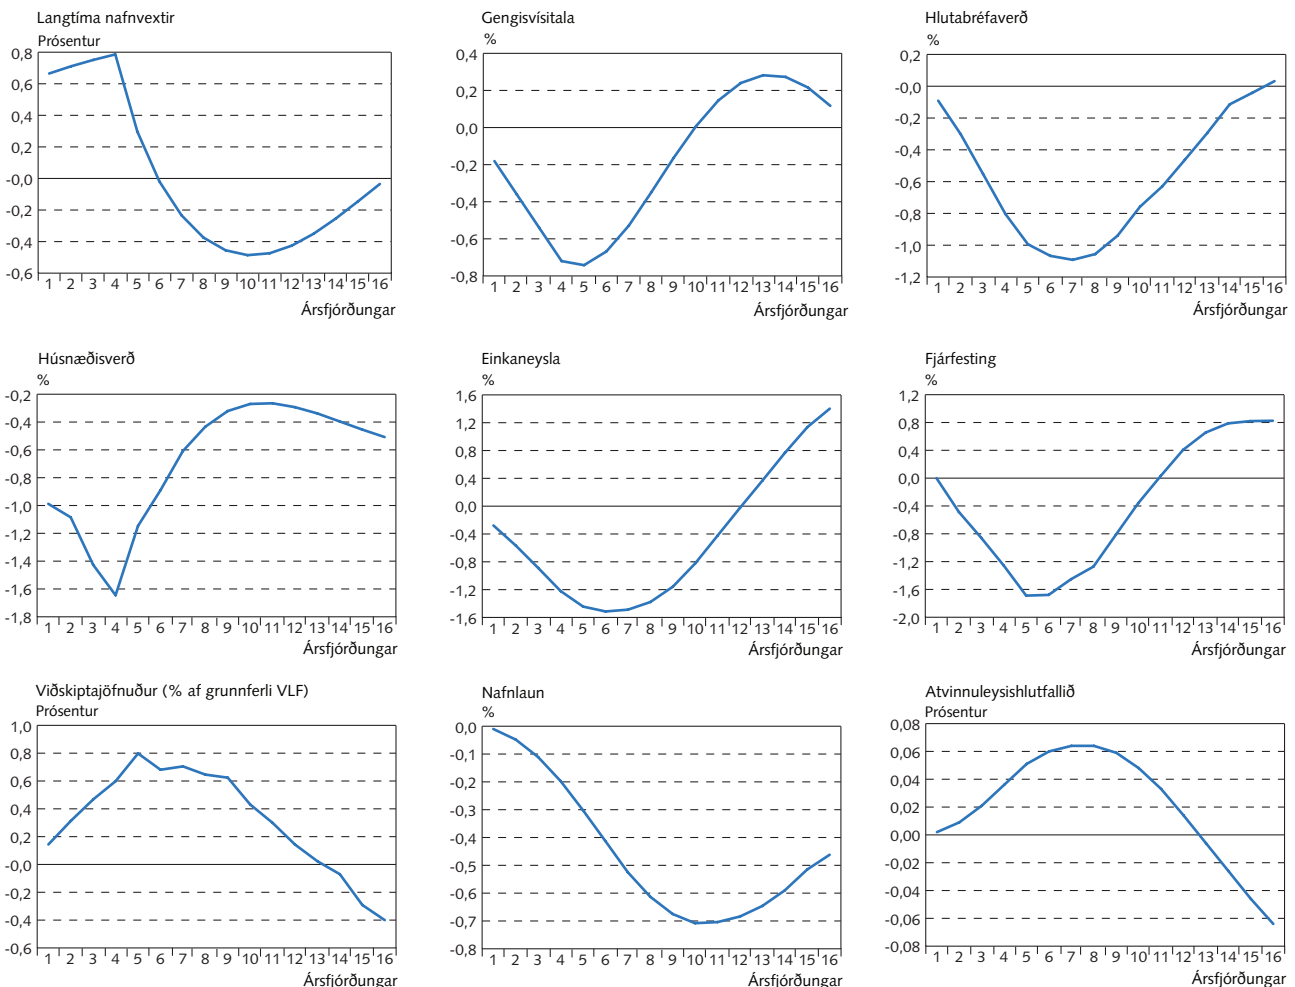 Langtíma nafnvextir
Prósentur
0,8
0,6
0,4
0,2
-0,0
-0,2
-0,4
-0,6
1 2 3 4 5 6 7 8 9 10 11 12 13 14 15 16
Ársfjórðungar
Gengisvísitala
%
0,4
0,2
0,0
-0,2
-0,4
-0,6
-0,8
1 2 3 4 5 6 7 8 9 10 11 12 13 14 15 16
Ársfjórðungar
Hlutabréfaverð
%
0,2
-0,0
-0,2
-0,4
-0,6
-0,8
-1,0
-1,2
1 2 3 4 5 6 7 8 9 10 11 12 13 14 15 16
Ársfjórðungar
Húsnæðisverð
%
-0,2
-0,4
-0,6
-0,8
-1,0
-1,2
-1,4
-1,6
-1,8
1 2 3 4 5 6 7 8 9 10 11 12 13 14 15 16
Ársfjórðungar
Einkaneysla
%
1,6
1,2
0,8
0,4
0,0
-0,4
-0,8
-1,2
-1,6
1 2 3 4 5 6 7 8 9 10 11 12 13 14 15 16
Ársfjórðungar
Fjárfesting
%
1,2
0,8
0,4
0,0
-0,4
-0,8
-1,2
-1,6
-2,0
1 2 3 4 5 6 7 8 9 10 11 12 13 14 15 16
Ársfjórðungar
Viðskiptajöfnuður (% af grunnferli VLF)
Prósentur
1,0
0,8
0,6
0,4
0,2
-0,0
-0,2
-0,4
-0,6
1 2 3 4 5 6 7 8 9 10 11 12 13 14 15 16
Ársfjórðungar
Nafnlaun
%
0,0
-0,1
-0,2
-0,3
-0,4
-0,5
-0,6
-0,7
-0,8
1 2 3 4 5 6 7 8 9 10 11 12 13 14 15 16
Ársfjórðungar
Atvinnuleysishlutfallið
Prósentur
0,08
0,06
0,04
0,02
0,00
-0,02
-0,04
-0,06
-0,08
1 2 3 4 5 6 7 8 9 10 11 12 13 14 15 16
Ársfjórðungar